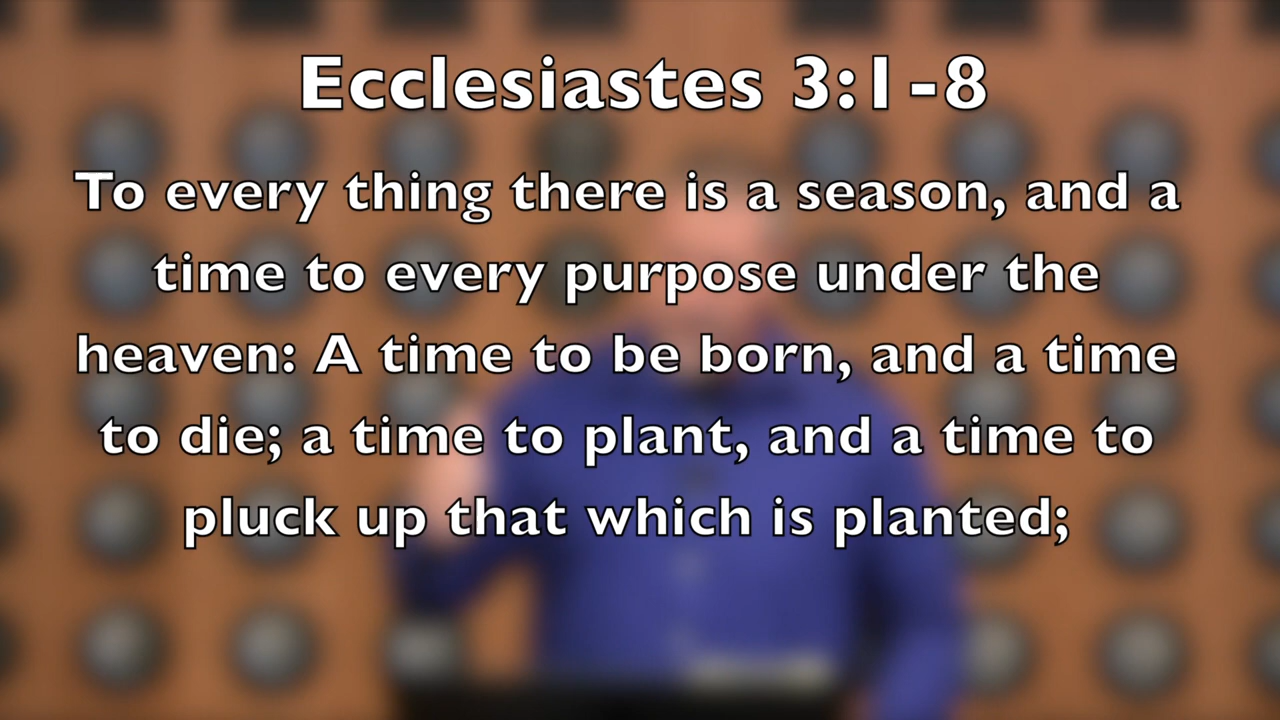 Ecclesiastes 3:1-8
To every thing there is a season, and a
time to every purpose under the
heaven: A time to be born, and a time
to die; a time to plant, and a time to
pluck up that which is planted;